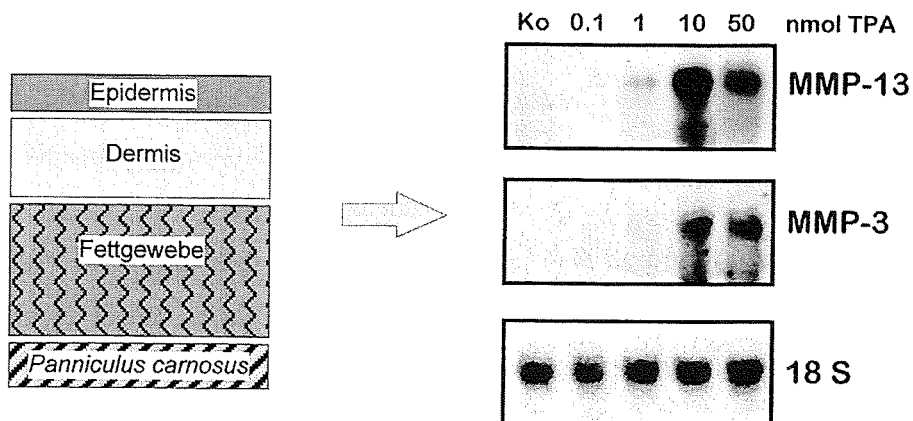 Epidermis
Dermis
Fettgewebe
Panniculus carnosus
Ko 0,1 1 10 50 nmol TPA
MMP-13
MMP-3
18 S